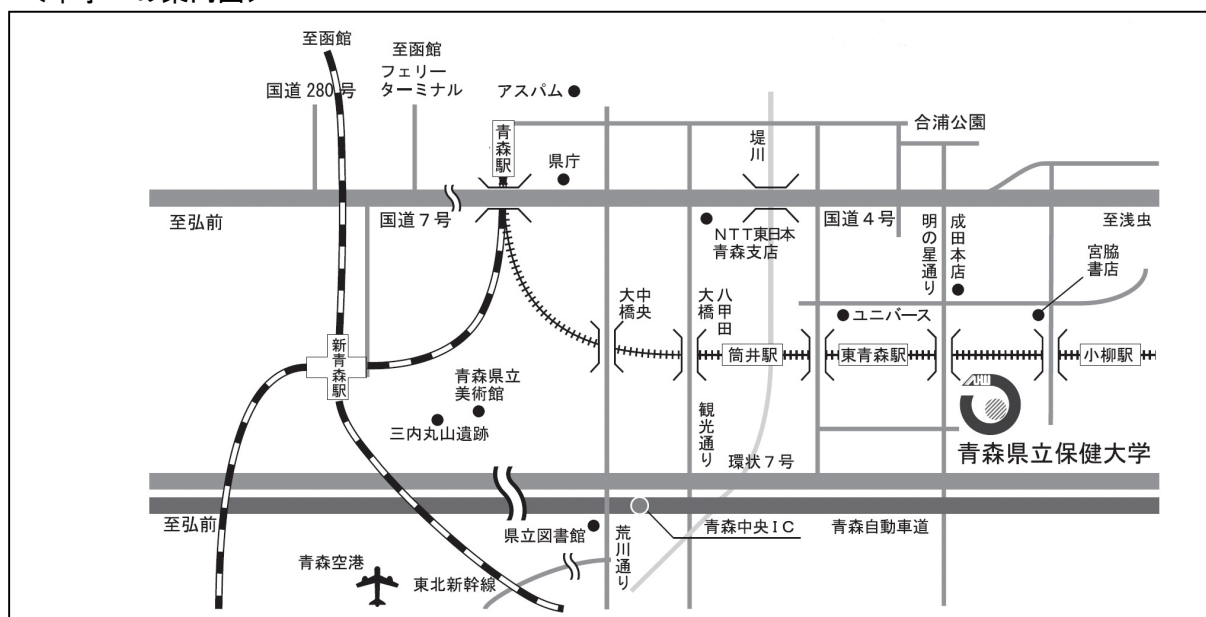 至函館
国道280号
至函館
フェリー
ターミナル
アスパム
青森駅
県庁
堤川
合浦公園
至弘前
国道7号
NTT東日本
青森支店
国道4号
明の星通り
成田本店
至浅虫
宮脇
書店
中央
大橋
八甲田
大橋
ユニバース
新青森駅
筒井駅
東青森駅
小柳駅
青森県立
美術館
三内丸山遺跡
観光通り
環状7号
青森県立保健大学
至弘前
県立図書館
荒川通り
青森中央IC
青森自動車道
青森空港
東北新幹線